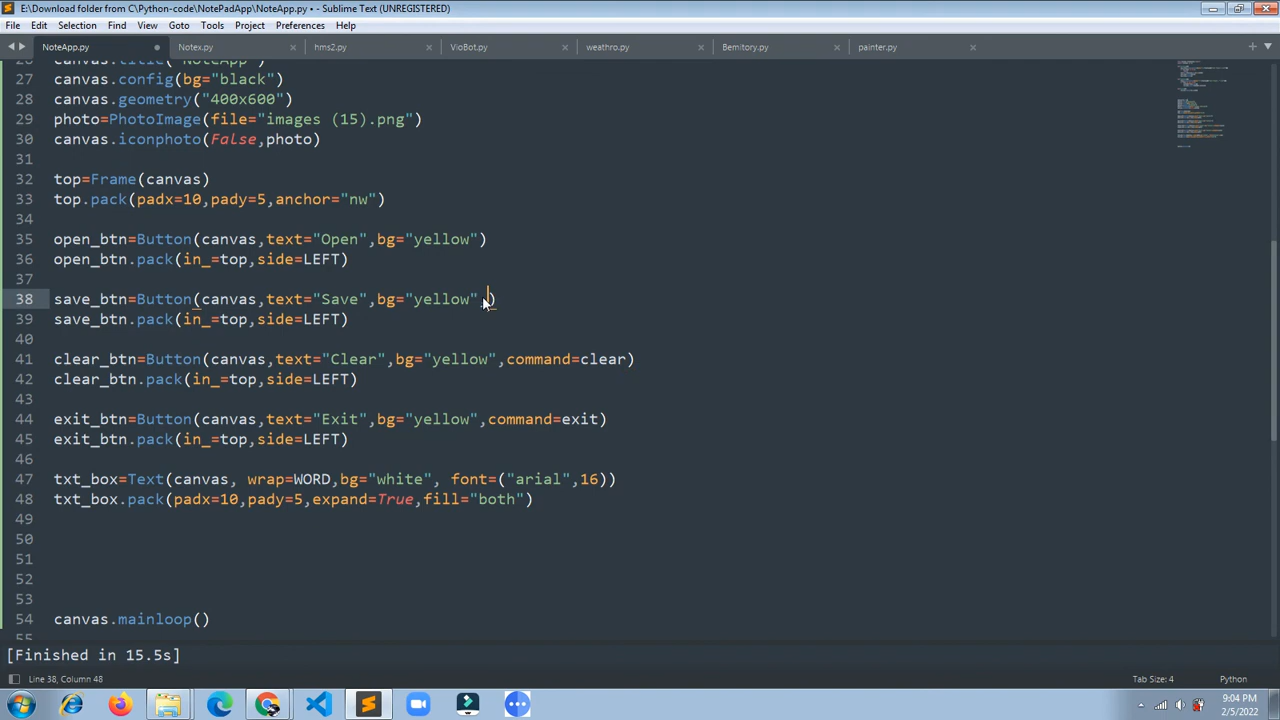 E:\Download folder from C\Python-code\NotePadApp\NoteApp.py • - Sublime Text (UNREGISTERED)
File Edit Selection Find View Goto Tools Project Preferences Help
NoteApp.py Notex.py hms2.py VioBot.py weathro.py Bemitory.py painter.py
26 canvas.title("NoteApp")
27 canvas.config(bg="black")
28 canvas.geometry("400x600")
29 photo=PhotoImage(file="images (15).png")
30 canvas.iconphoto(False,photo)
31
32 top=Frame(canvas)
33 top.pack(padx=10,pady=5,anchor="nw")
34
35 open_btn=Button(canvas,text="Open",bg="yellow")
36 open_btn.pack(in_=top,side=LEFT)
37
38 save_btn=Button(canvas,text="Save",bg="yellow",)
39 save_btn.pack(in_=top,side=LEFT)
40
41 clear_btn=Button(canvas,text="Clear",bg="yellow",command=clear)
42 clear_btn.pack(in_=top,side=LEFT)
43
44 exit_btn=Button(canvas,text="Exit",bg="yellow",command=exit)
45 exit_btn.pack(in_=top,side=LEFT)
46
47 txt_box=Text(canvas, wrap=WORD,bg="white", font=("arial",16))
48 txt_box.pack(padx=10,pady=5,expand=True,fill="both")
49
50
51
52
53
54 canvas.mainloop()
55
[Finished in 15.5s]
Line 38, Column 48 Tab Size: 4 Python
9:04 PM
2/5/2022